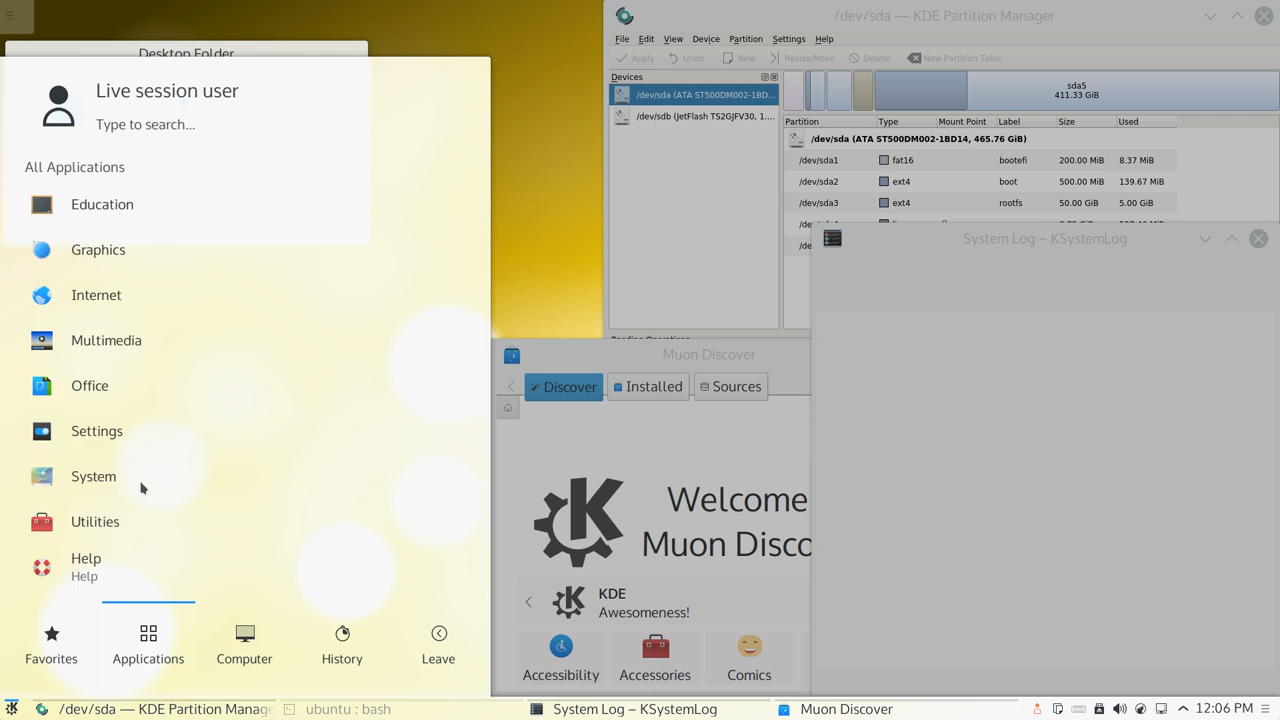 Desktop Folder
Live session user
Type to search...
All Applications
Education
Graphics
Internet
Multimedia
Office
Settings
System
Utilities
Help
Help
Favorites
Applications
Computer
History
Leave
/dev/sda — KDE Partition Manager
File Edit View Device Partition Settings Help
Apply Undo New Resize/Move Delete New Partition Table
Devices
/dev/sda (ATA ST500DM002-1BD...
/dev/sdb (JetFlash TS2GJFV30, 1....
sda5
411.33 GiB
Partition Type Mount Point Label Size Used
/dev/sda (ATA ST500DM002-1BD14, 465.76 GiB)
/dev/sda1 fat16 bootefi 200.00 MiB 8.37 MiB
/dev/sda2 ext4 boot 500.00 MiB 139.67 MiB
/dev/sda3 ext4 rootfs 50.00 GiB 5.00 GiB
System Log – KSystemLog
Muon Discover
Discover Installed Sources
Welcome
Muon Disco
KDE
Awesomeness!
Accessibility
Accessories
Comics
/dev/sda — KDE Partition Manag
ubuntu : bash
System Log – KSystemLog
Muon Discover
12:06 PM